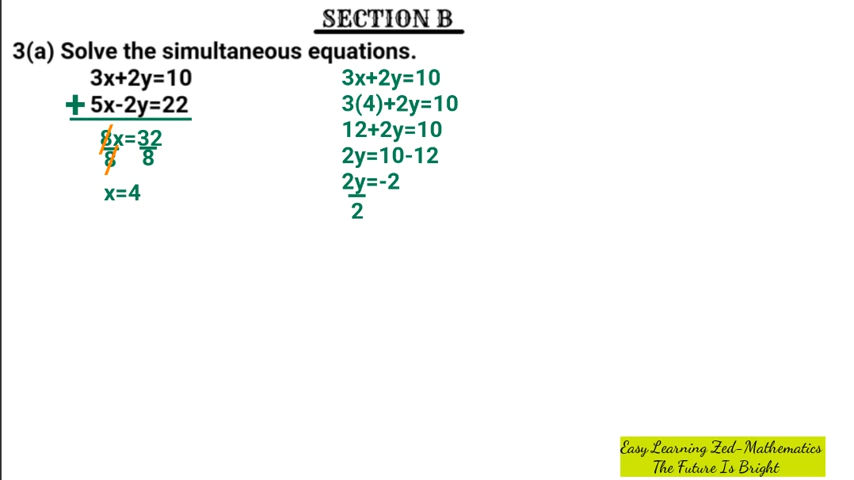 SECTION B
3(a) Solve the simultaneous equations.
3x+2y=10
+ 5x-2y=22
8x=32
8 8
x=4
3x+2y=10
3(4)+2y=10
12+2y=10
2y=10-12
2y=-2
2
Easy Learning Zed-Mathematics
The Future Is Bright